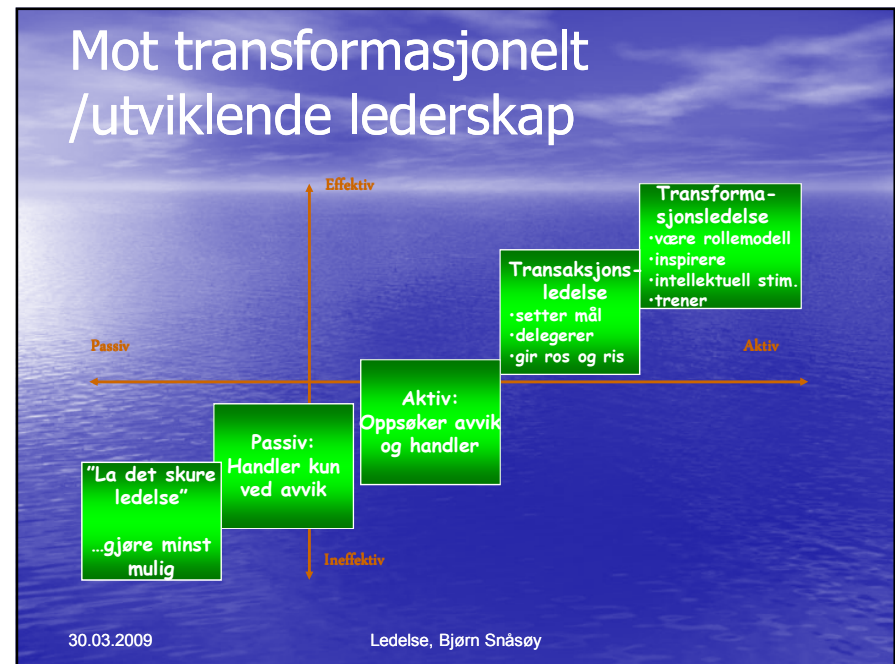 Mot transformasjonelt
/utviklende lederskap
Effektiv
Transforma-
sjonsledelse
•være rollemodell
•inspirere
•intellektuell stim.
•trener
Transaksjons-
ledelse
•setter mål
•delegerer
•gir ros og ris
Passiv
Aktiv
Aktiv:
Oppsøker avvik
og handler
Passiv:
Handler kun
ved avvik
"La det skure
ledelse"
…gjøre minst
mulig
Ineffektiv
30.03.2009
Ledelse, Bjørn Snåsøy